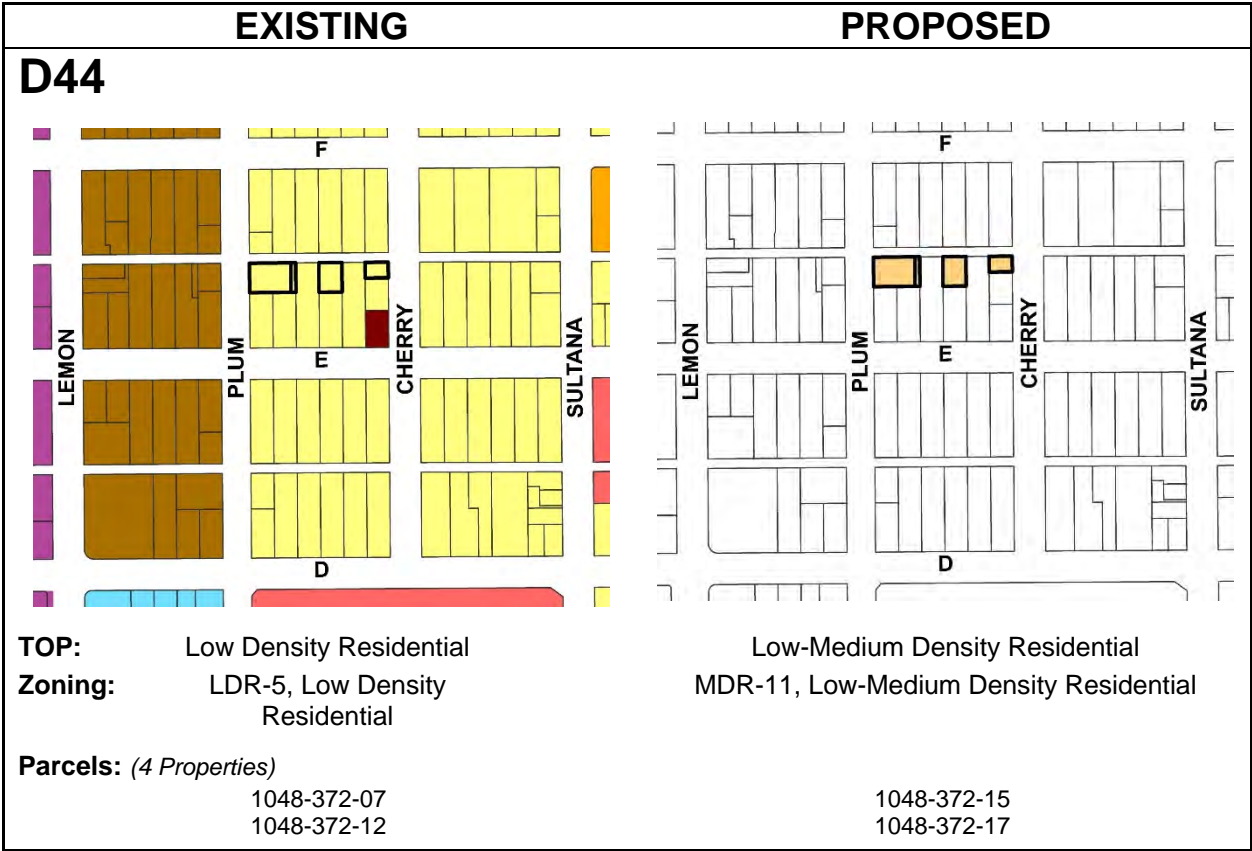 EXISTING
PROPOSED
D44
F
LEMON
PLUM
E
CHERRY
SULTANA
D
F
LEMON
PLUM
E
CHERRY
SULTANA
D
TOP: Low Density Residential
Low-Medium Density Residential
Zoning: LDR-5, Low Density
Residential
MDR-11, Low-Medium Density Residential
Parcels: (4 Properties)
1048-372-07
1048-372-15
1048-372-12
1048-372-17